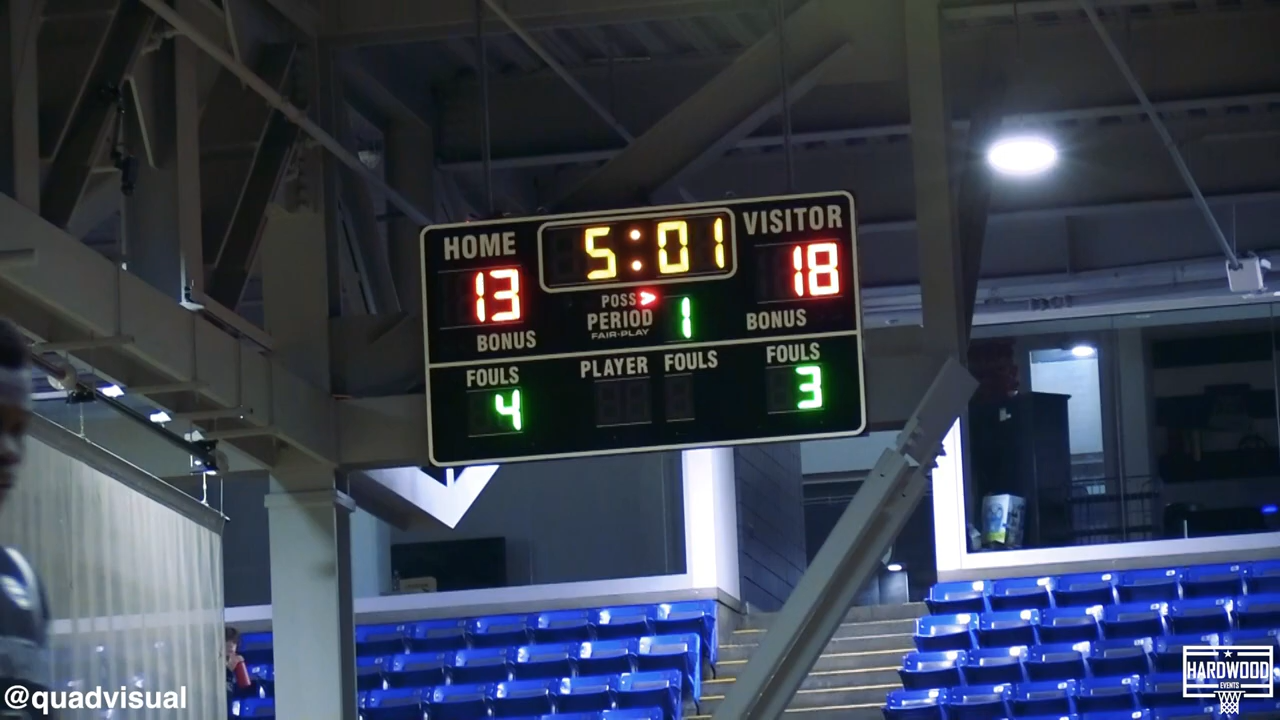 HOME
5:01
VISITOR
13
18
POSS >
PERIOD 1
FAIR-PLAY
BONUS
BONUS
FOULS
PLAYER FOULS
FOULS
4
3
@quadvisual
HARDWOOD
EVENTS